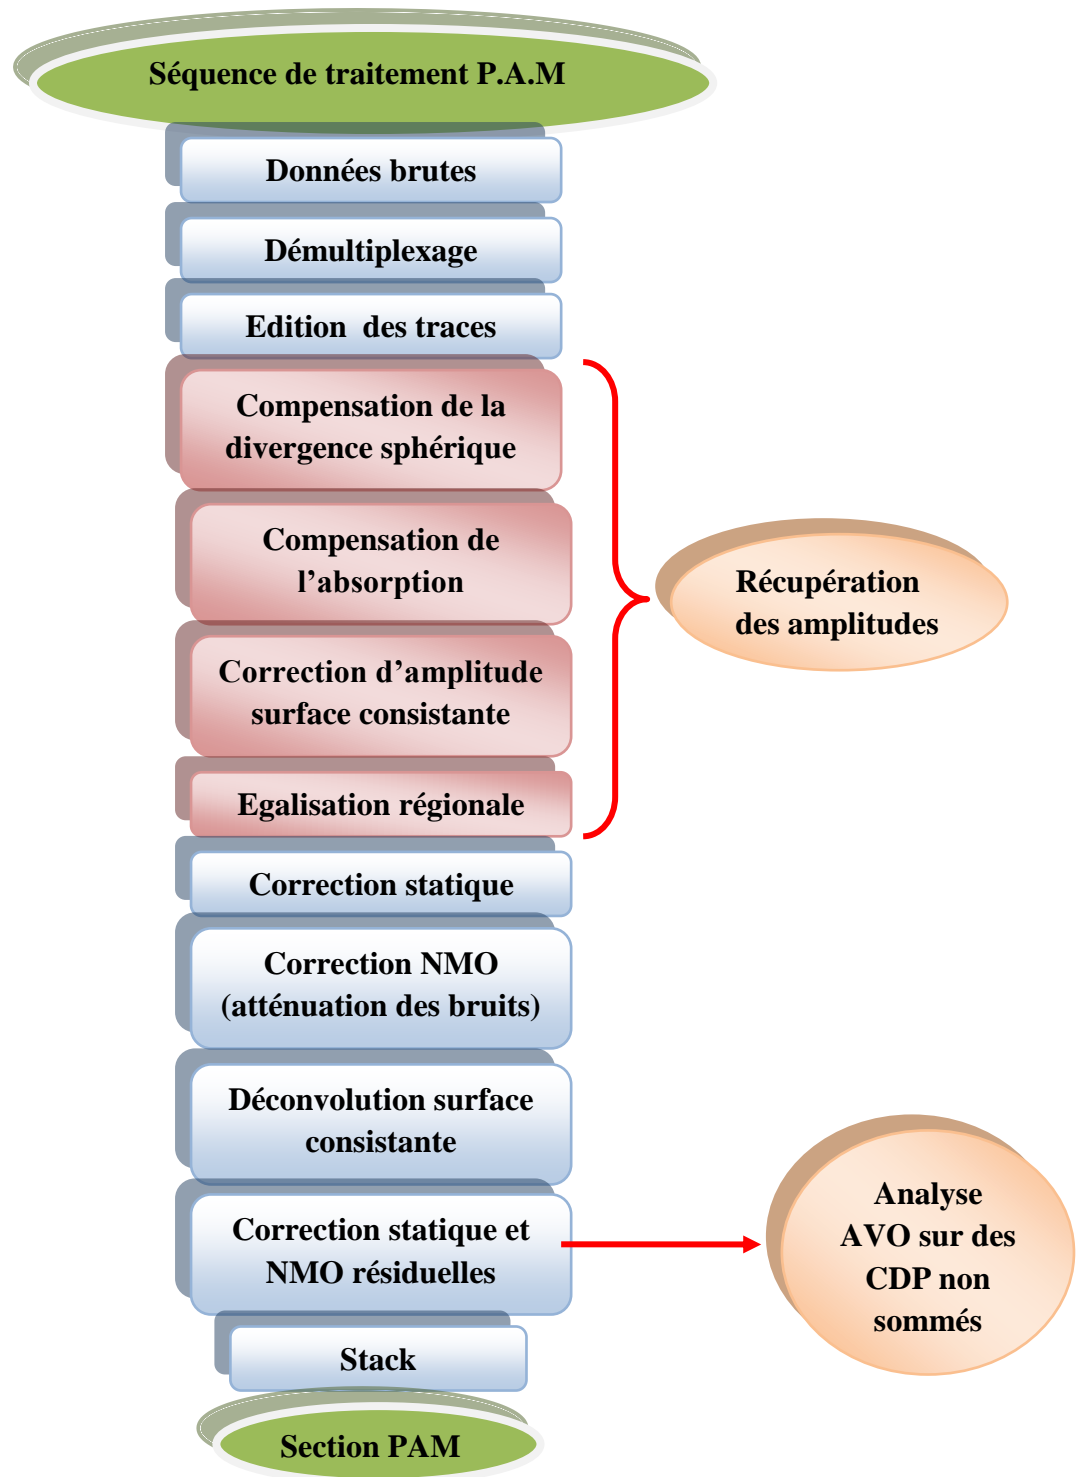 Séquence de traitement P.A.M
Données brutes
Démultiplexage
Edition des traces
Compensation de la
divergence sphérique
Compensation de
l’absorption
Récupération
des amplitudes
Correction d’amplitude
surface consistante
Egalisation régionale
Correction statique
Correction NMO
(atténuation des bruits)
Déconvolution surface
consistante
Correction statique et
NMO résiduelles
Analyse
AVO sur des
CDP non
sommés
Stack
Section PAM